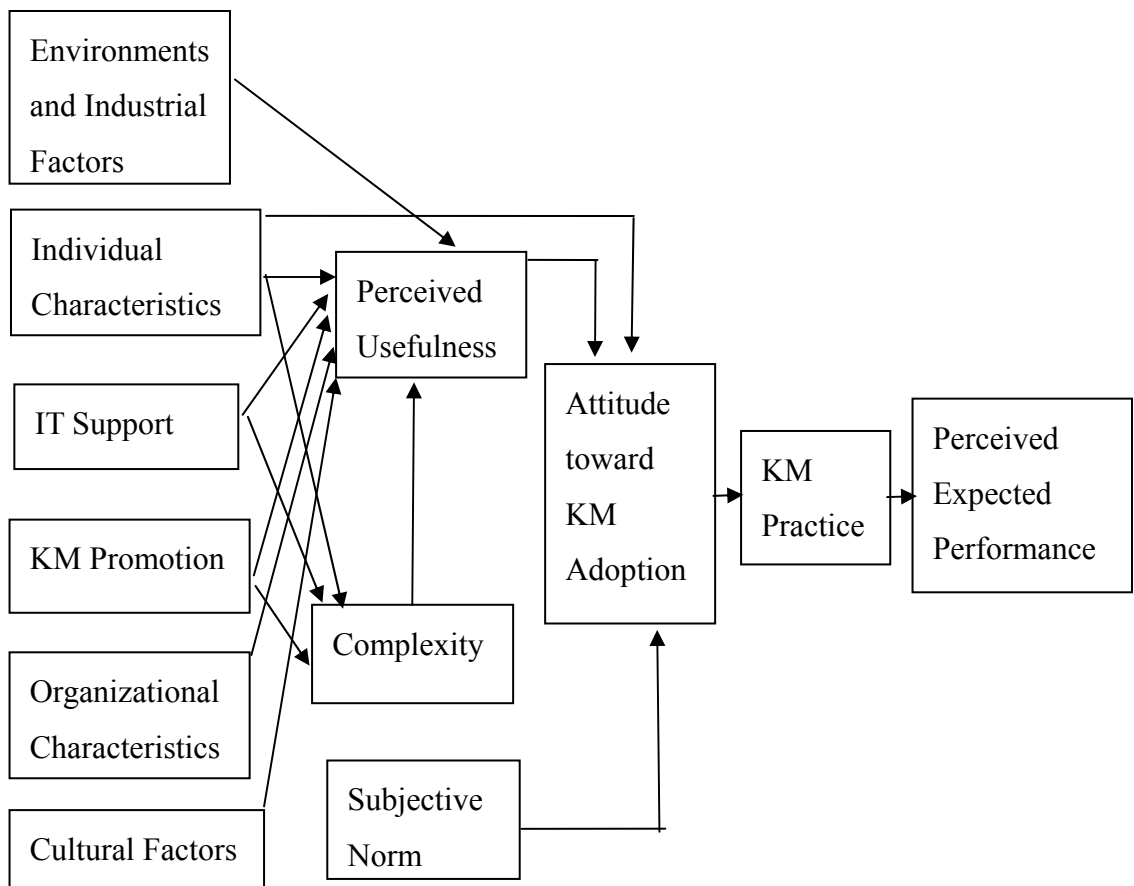 Environments
and Industrial
Factors
Individual
Characteristics
IT Support
KM Promotion
Organizational
Characteristics
Cultural Factors
Perceived
Usefulness
Complexity
Subjective
Norm
Attitude
toward
KM
Adoption
KM
Practice
Perceived
Expected
Performance